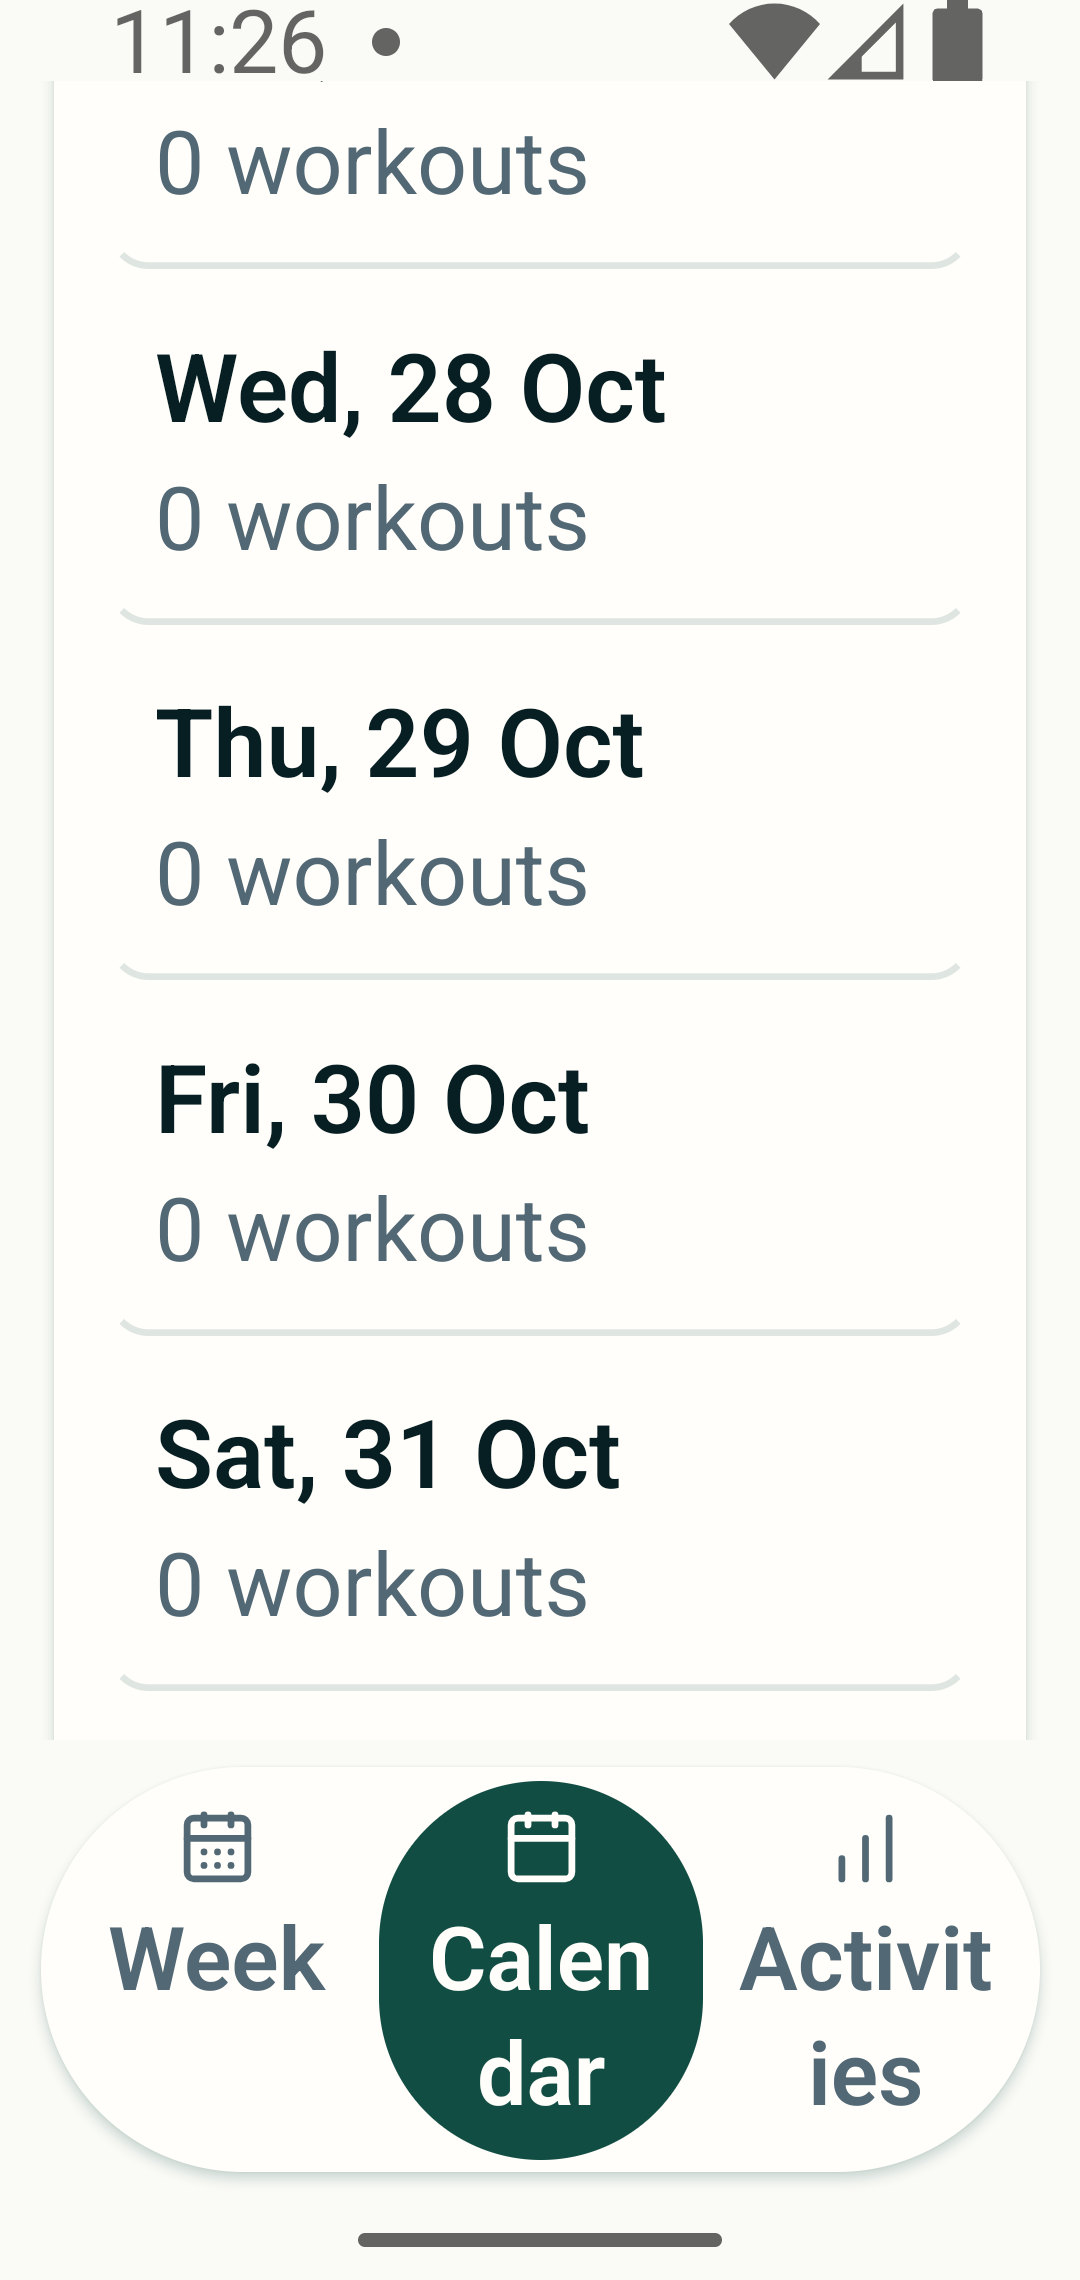 11:26
0 workouts
Wed, 28 Oct
0 workouts
Thu, 29 Oct
0 workouts
Fri, 30 Oct
0 workouts
Sat, 31 Oct
0 workouts
Week
Calen
dar
Activit
ies